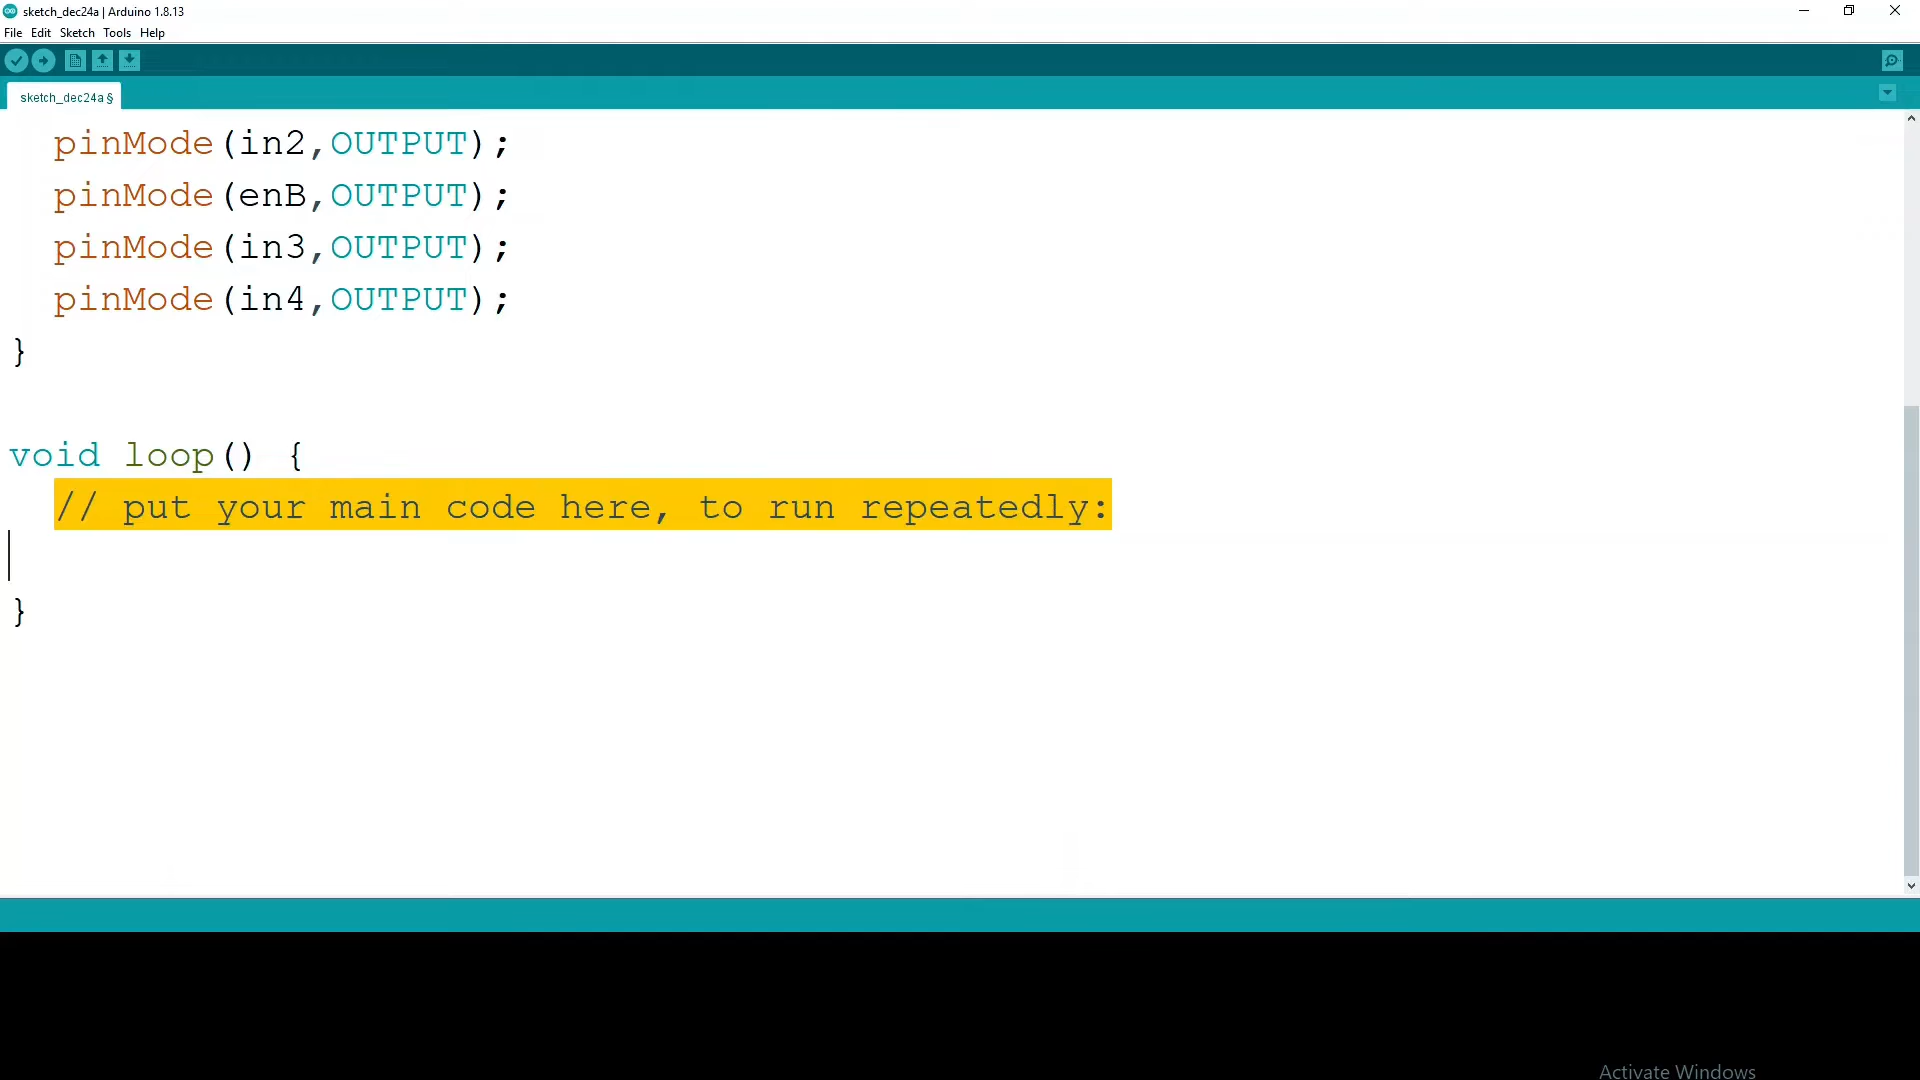 sketch_dec24a | Arduino 1.8.13
File Edit Sketch Tools Help
sketch_dec24a §
pinMode(in2,OUTPUT);
pinMode(enB,OUTPUT);
pinMode(in3,OUTPUT);
pinMode(in4,OUTPUT);
}
void loop() {
// put your main code here, to run repeatedly:
}
Activate Windows